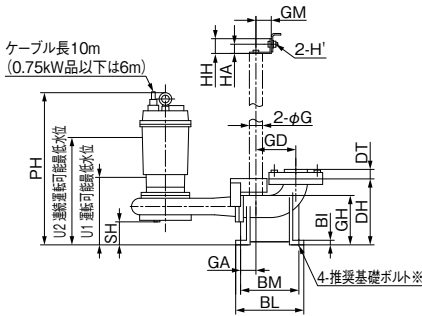 GM
ケーブル長10m
(0.75kW品以下は6m)
2-H'
HH
HA
2-φG
GD
PH
U2 連続運転可能最低水位
U1 運転可能最低水位
SH
DT
DH
GH
BI
GA
BM
BL
4-推奨基礎ボルト※